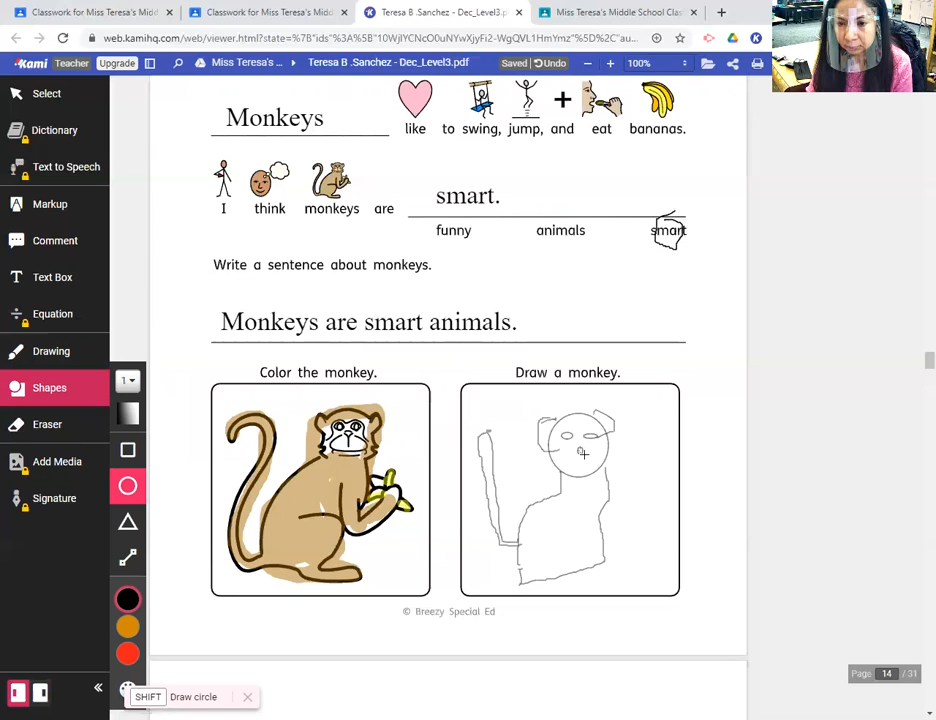 Classwork for Miss Teresa's Midd
Classwork for Miss Teresa's Midd
Teresa B .Sanchez - Dec_Level3.p
Miss Teresa's Middle School Clas
web.kamihq.com/web/viewer.html?state=%7B"ids"%3A%5B"10WjlYCNcO0uNYwXjyFi2-WgQVL1HmYmz"%5D%2C"au...
Kami Teacher Upgrade
Miss Teresa's ...
Teresa B .Sanchez - Dec_Level3.pdf
Saved Undo
100%
Select
Dictionary
Text to Speech
Markup
Comment
Text Box
Equation
Drawing
Shapes
Eraser
Add Media
Signature
1
Monkeys like to swing, jump, and eat bananas.
I think monkeys are smart.
funny animals smart
Write a sentence about monkeys.
Monkeys are smart animals.
Color the monkey. Draw a monkey.
© Breezy Special Ed
Page 14 / 31
SHIFT Draw circle